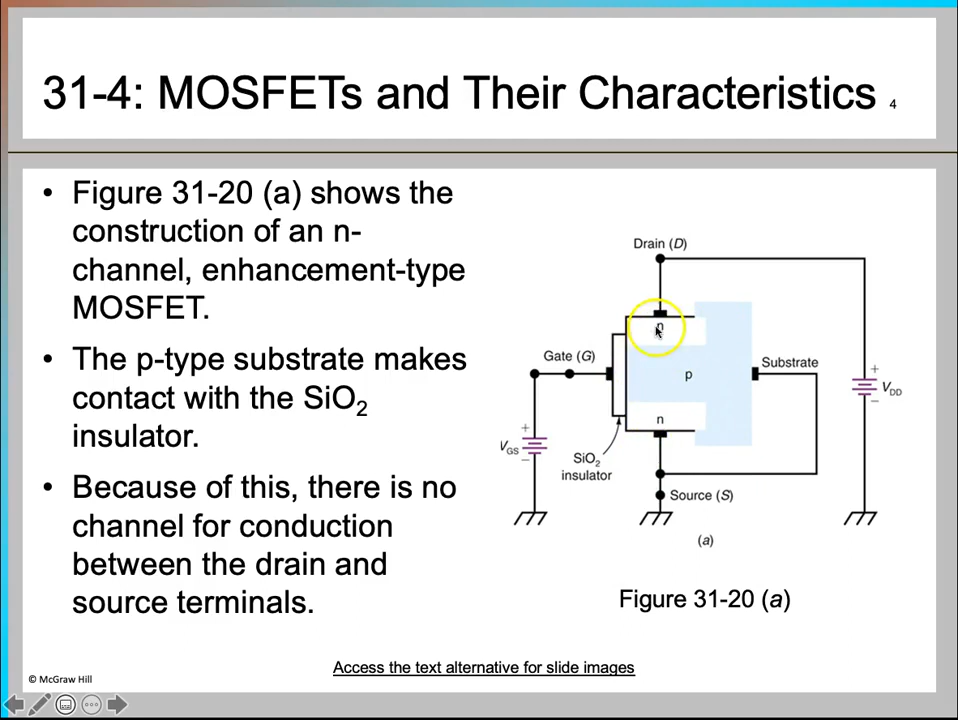 31-4: MOSFETs and Their Characteristics 4
• Figure 31-20 (a) shows the
construction of an n-
channel, enhancement-type
MOSFET.
• The p-type substrate makes
contact with the SiO₂
insulator.
• Because of this, there is no
channel for conduction
between the drain and
source terminals.
Drain (D)
n
Gate (G)
Substrate
p
+
V_DD
−
n
+
V_GS
−
SiO₂
insulator
Source (S)
(a)
Figure 31-20 (a)
Access the text alternative for slide images
© McGraw Hill